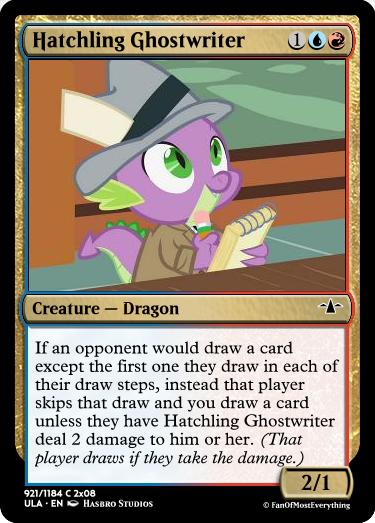 Hatchling Ghostwriter 1
Creature — Dragon
If an opponent would draw a card
except the first one they draw in each of
their draw steps, instead that player
skips that draw and you draw a card
unless they have Hatchling Ghostwriter
deal 2 damage to him or her. (That
player draws if they take the damage.)
2/1
921/1184 C 2x08
ULA · EN Hasbro Studios
© FanOfMostEverything